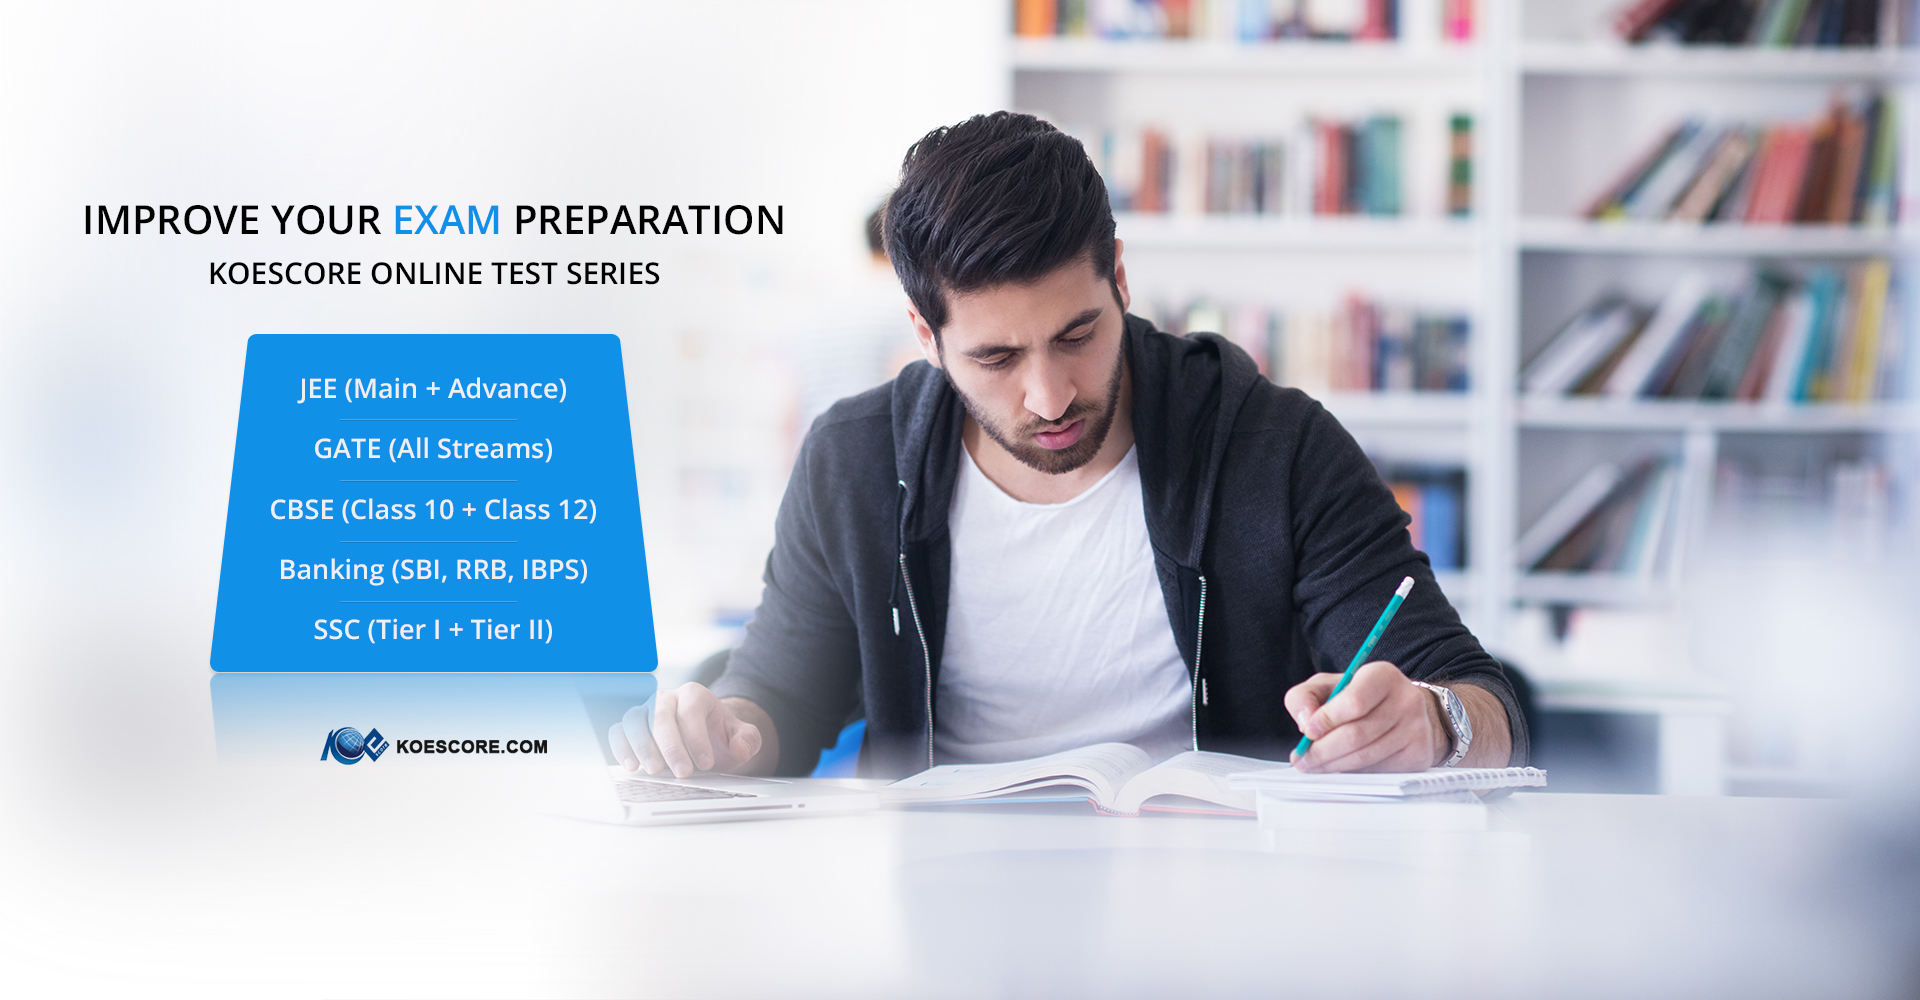 IMPROVE YOUR EXAM PREPARATION
KOESCORE ONLINE TEST SERIES
JEE (Main + Advance)
GATE (All Streams)
CBSE (Class 10 + Class 12)
Banking (SBI, RRB, IBPS)
SSC (Tier I + Tier II)
KOESCORE.COM